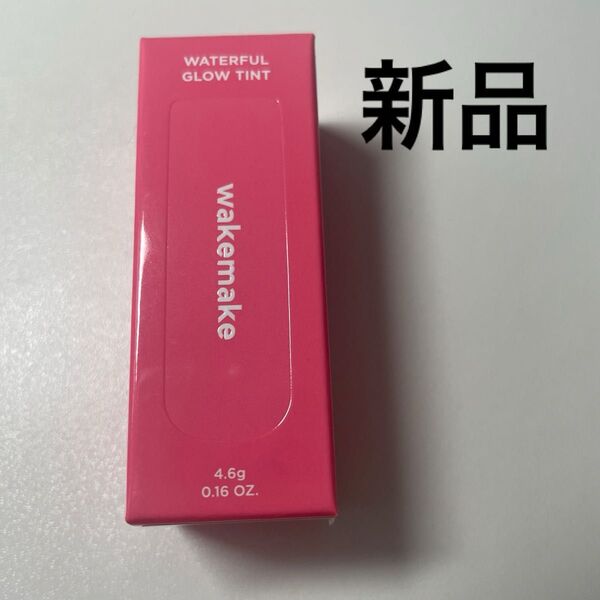 WATERFUL
GLOW TINT
新品
wakemake
4.6g
0.16 OZ.